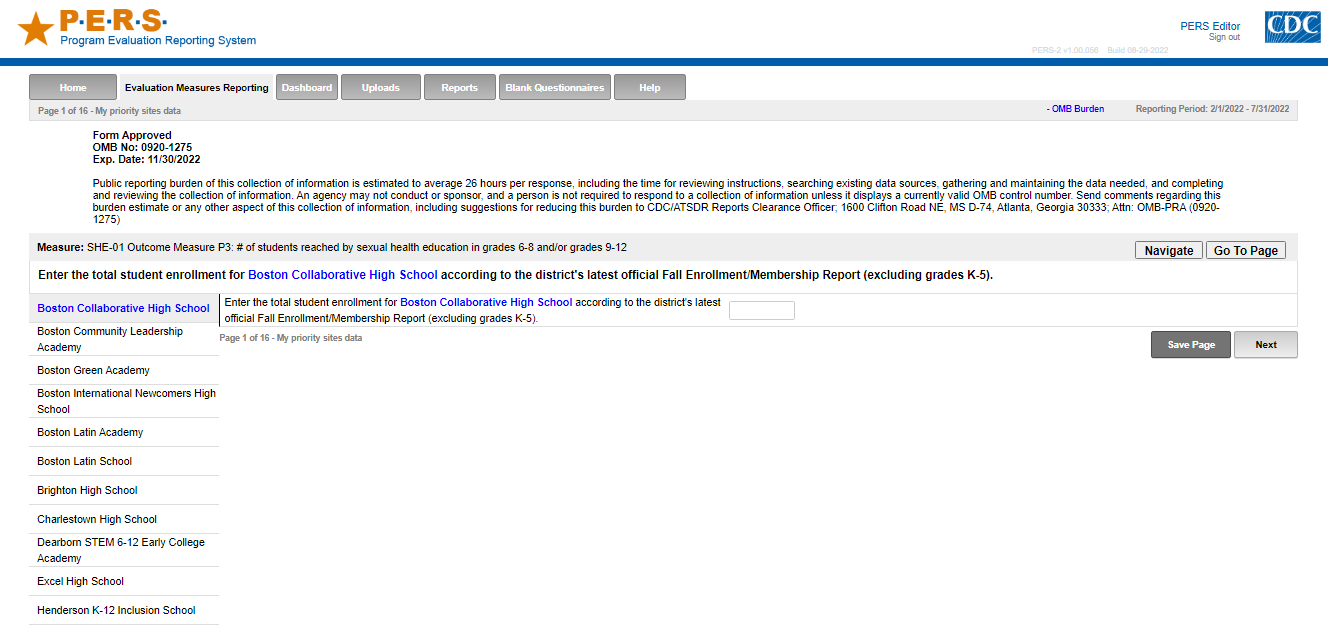 P·E·R·S·
Program Evaluation Reporting System
PERS Editor
Sign out
CDC
PERS-2 v1.00.058 Build 08-29-2022
Home
Evaluation Measures Reporting
Dashboard
Uploads
Reports
Blank Questionnaires
Help
Page 1 of 16 - My priority sites data
- OMB Burden
Reporting Period: 2/1/2022 - 7/31/2022
Form Approved
OMB No: 0920-1275
Exp. Date: 11/30/2022
Public reporting burden of this collection of information is estimated to average 26 hours per response, including the time for reviewing instructions, searching existing data sources, gathering and maintaining the data needed, and completing
and reviewing the collection of information. An agency may not conduct or sponsor, and a person is not required to respond to a collection of information unless it displays a currently valid OMB control number. Send comments regarding this
burden estimate or any other aspect of this collection of information, including suggestions for reducing this burden to CDC/ATSDR Reports Clearance Officer; 1600 Clifton Road NE, MS D-74, Atlanta, Georgia 30333; Attn: OMB-PRA (0920-
1275)
Measure: SHE-01 Outcome Measure P3: # of students reached by sexual health education in grades 6-8 and/or grades 9-12
Navigate
Go To Page
Enter the total student enrollment for Boston Collaborative High School according to the district's latest official Fall Enrollment/Membership Report (excluding grades K-5).
Boston Collaborative High School
Enter the total student enrollment for Boston Collaborative High School according to the district's latest
official Fall Enrollment/Membership Report (excluding grades K-5).
Page 1 of 16 - My priority sites data
Save Page
Next
Boston Community Leadership
Academy
Boston Green Academy
Boston International Newcomers High
School
Boston Latin Academy
Boston Latin School
Brighton High School
Charlestown High School
Dearborn STEM 6-12 Early College
Academy
Excel High School
Henderson K-12 Inclusion School